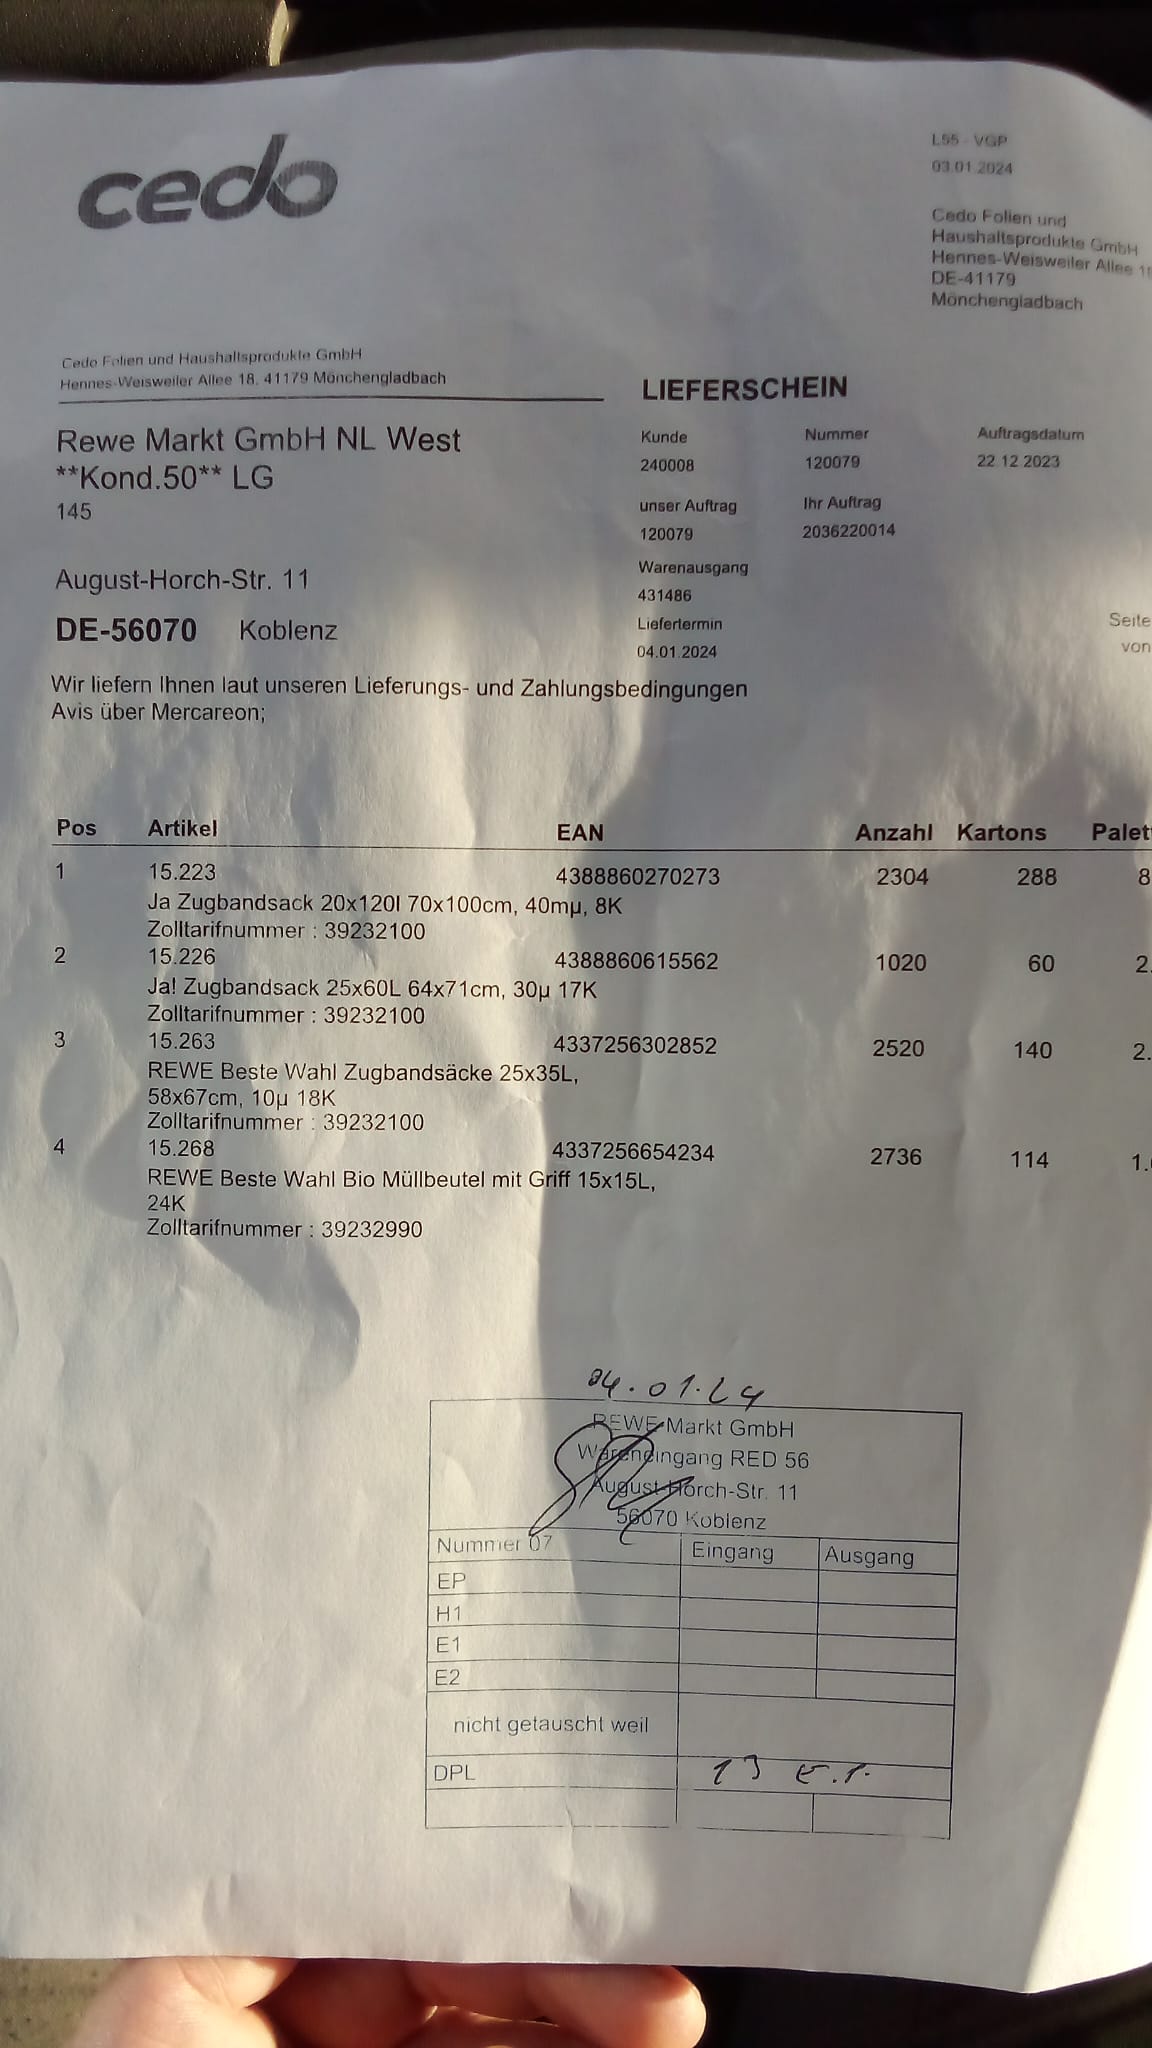 cedo
L55 - VGP
03.01.2024
Cedo Folien und
Haushaltsprodukte GmbH
Hennes-Weisweiler Allee
DE-41179
Mönchengladbach
Cedo Folien und Haushaltsprodukte GmbH
Hennes-Weisweiler Allee 18, 41179 Mönchengladbach
LIEFERSCHEIN
Rewe Markt GmbH NL West
**Kond.50** LG
145
August-Horch-Str. 11
DE-56070 Koblenz
Kunde Nummer Auftragsdatum
240008 120079 22.12.2023
unser Auftrag Ihr Auftrag
120079 2036220014
Warenausgang
431486
Liefertermin
04.01.2024
Seite
von
Wir liefern Ihnen laut unseren Lieferungs- und Zahlungsbedingungen
Avis über Mercareon;
Pos Artikel EAN Anzahl Kartons Palet
1 15.223 4388860270273 2304 288 8
Ja Zugbandsack 20x120l 70x100cm, 40mµ, 8K
Zolltarifnummer : 39232100
2 15.226 4388860615562 1020 60 2.
Ja! Zugbandsack 25x60L 64x71cm, 30µ 17K
Zolltarifnummer : 39232100
3 15.263 4337256302852 2520 140 2.
REWE Beste Wahl Zugbandsäcke 25x35L,
58x67cm, 10µ 18K
Zolltarifnummer : 39232100
4 15.268 4337256654234 2736 114 1.
REWE Beste Wahl Bio Müllbeutel mit Griff 15x15L,
24K
Zolltarifnummer : 39232990
04.01.24
REWE Markt GmbH
Wareneingang RED 56
August-Horch-Str. 11
56070 Koblenz
Nummer 07 Eingang Ausgang
EP
H1
E1
E2
nicht getauscht weil
DPL 13 E.P.